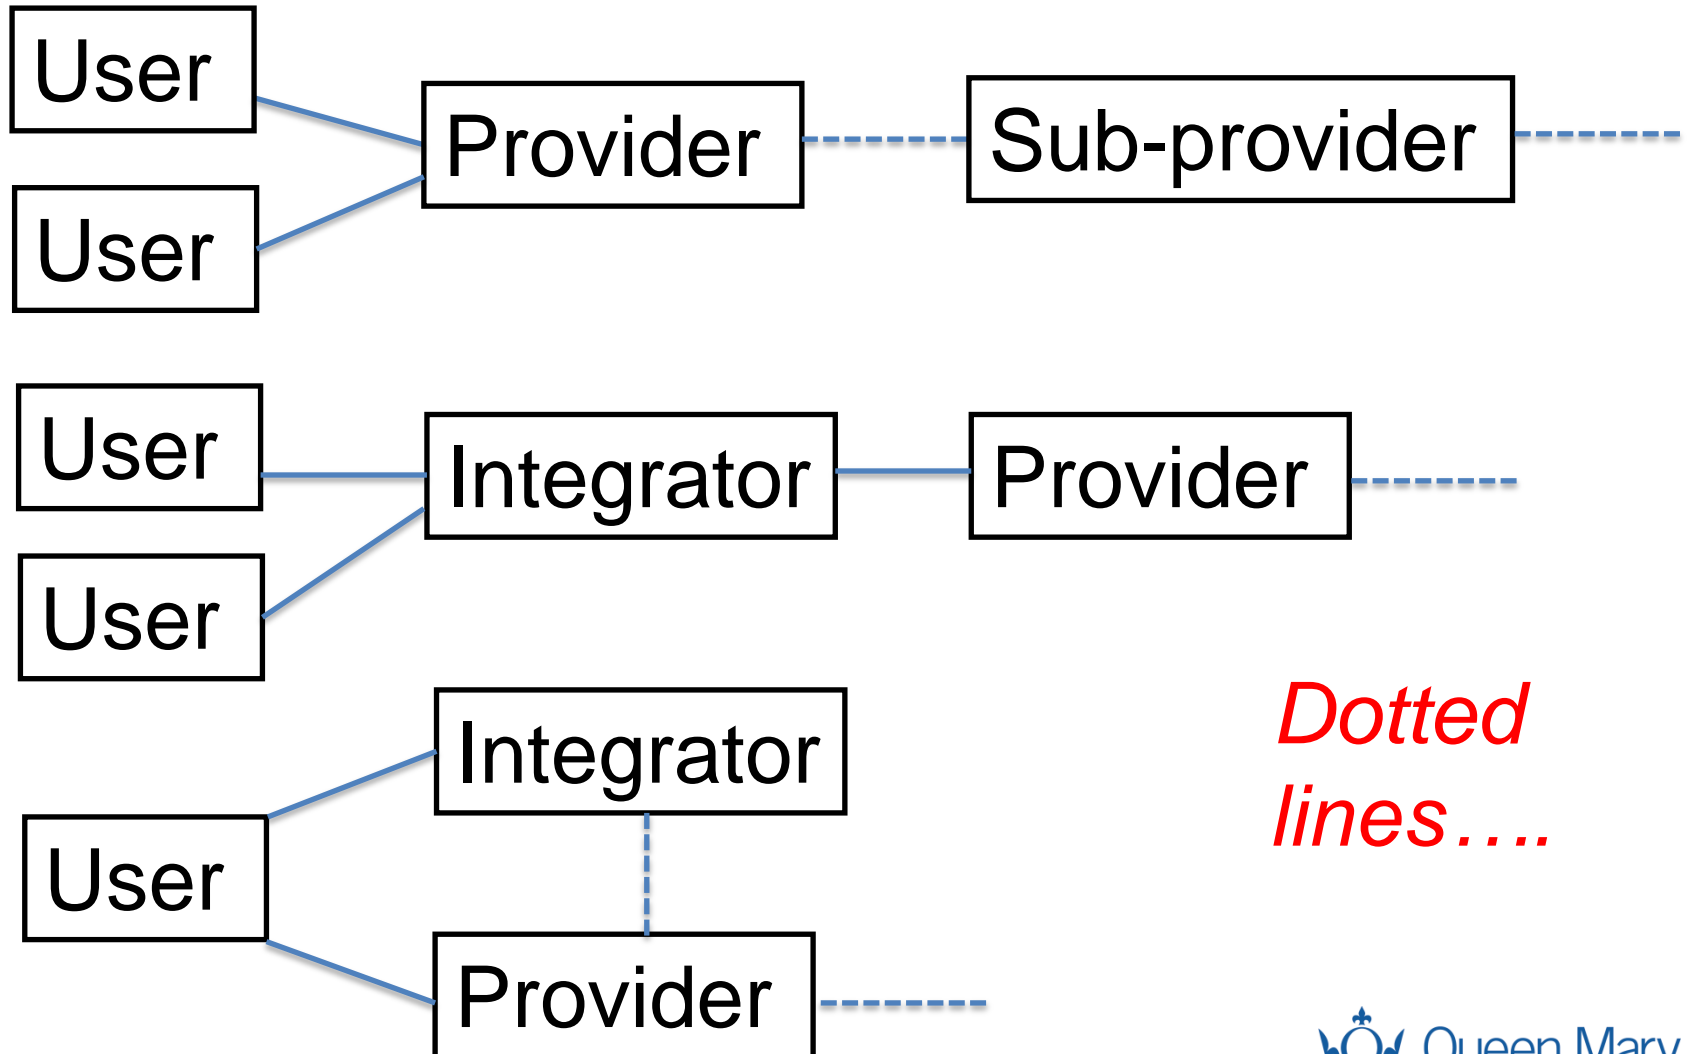 User
Provider
Sub-provider
User
User
Integrator
Provider
User
Integrator
Dotted
lines….
User
Provider
Queen Mary